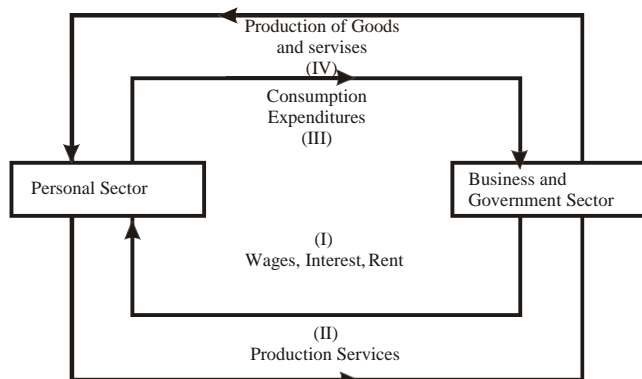 Production of Goods
and servises
(IV)
Consumption
Expenditures
(III)
Personal Sector
Business and
Government Sector
(I)
Wages, Interest, Rent
(II)
Production Services